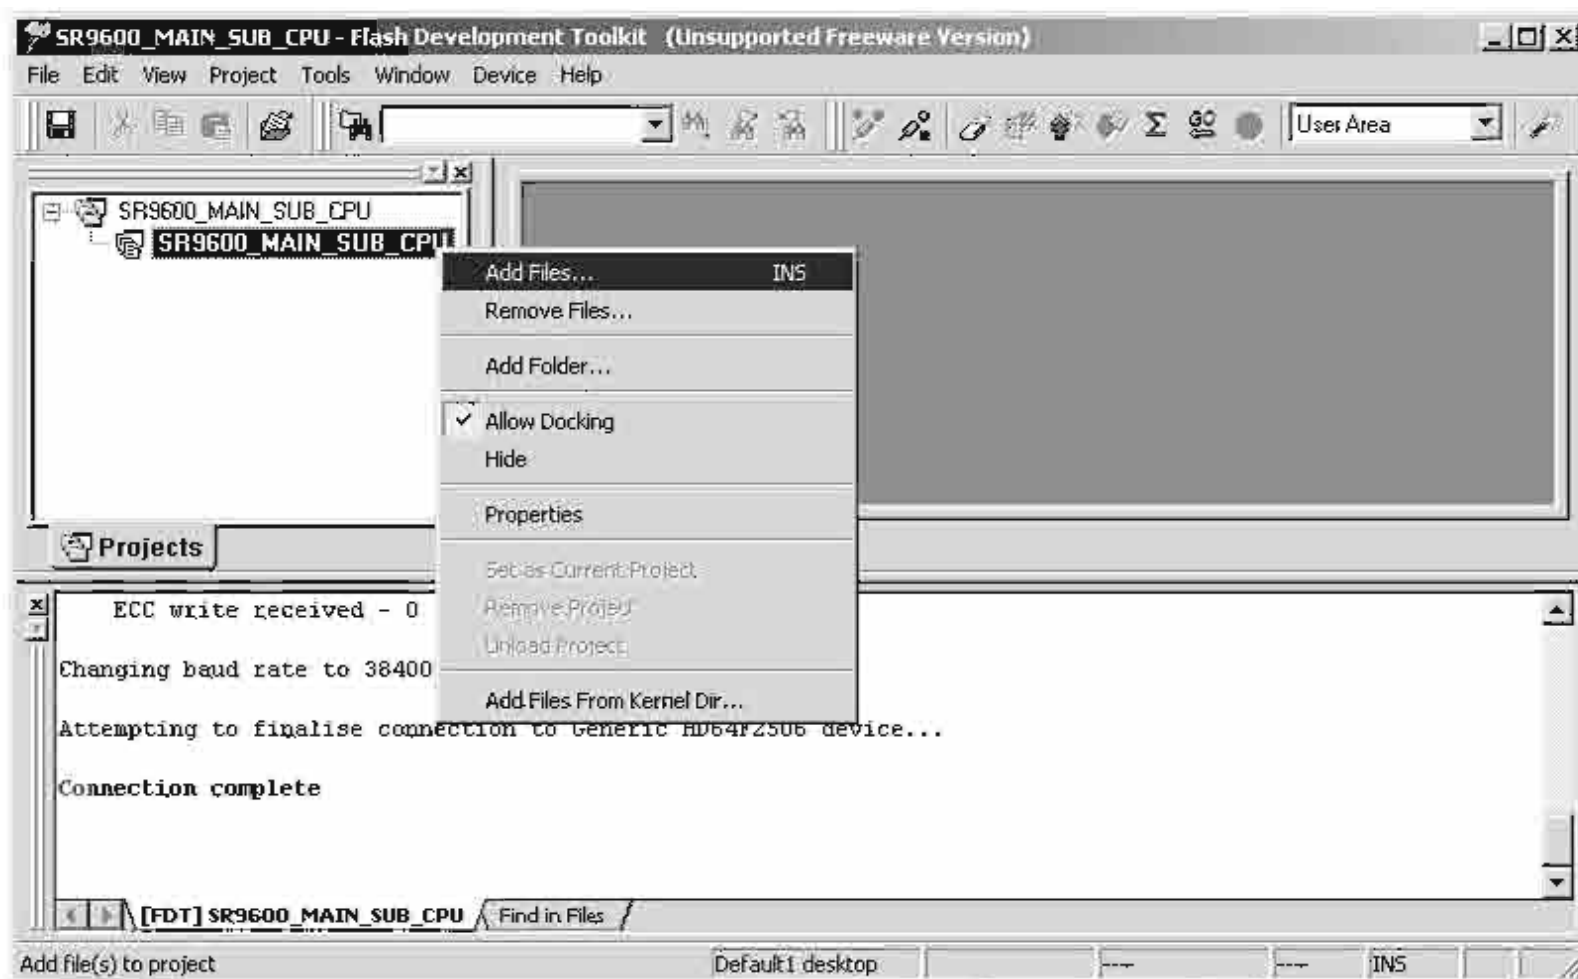 SR9600_MAIN_SUB_CPU - Flash Development Toolkit (Unsupported Freeware Version)
File Edit View Project Tools Window Device Help
GO User Area
SR9600_MAIN_SUB_CPU
SR9600_MAIN_SUB_CPU
Add Files... INS
Remove Files...
Add Folder...
Allow Docking
Hide
Properties
Set as Current Project
Remove Project
Unload Project
Add Files From Kernel Dir...
Projects
ECC write received - 0
Changing baud rate to 38400
Attempting to finalise connection to Generic HD64F2506 device...
Connection complete
[FDT] SR9600_MAIN_SUB_CPU Find in Files
Add file(s) to project Default1 desktop ---- ---- INS